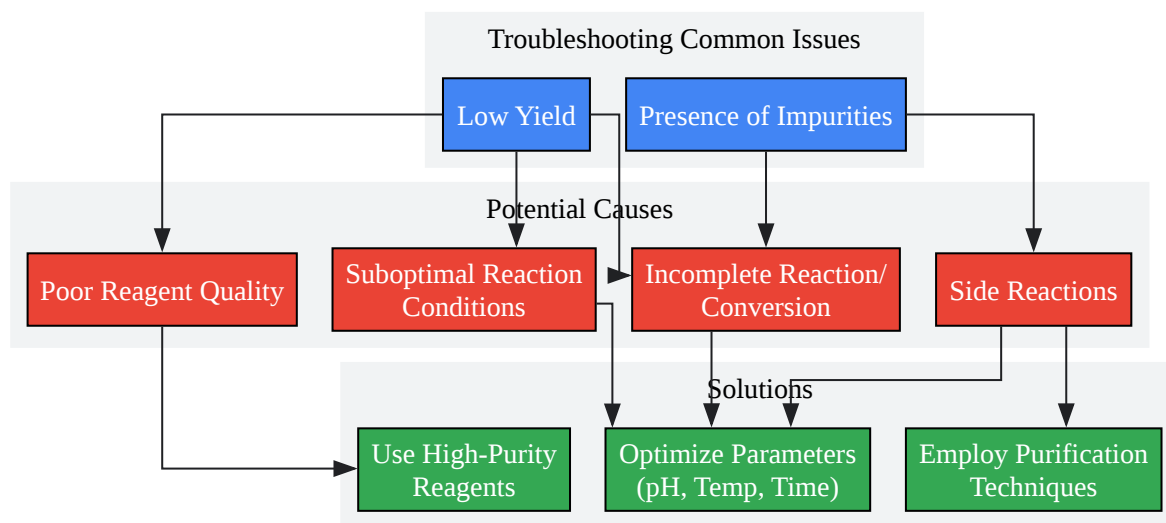 Troubleshooting Common Issues
Low Yield
Presence of Impurities
Potential Causes
Poor Reagent Quality
Suboptimal Reaction
Conditions
Incomplete Reaction/
Conversion
Side Reactions
Solutions
Use High-Purity
Reagents
Optimize Parameters
(pH, Temp, Time)
Employ Purification
Techniques